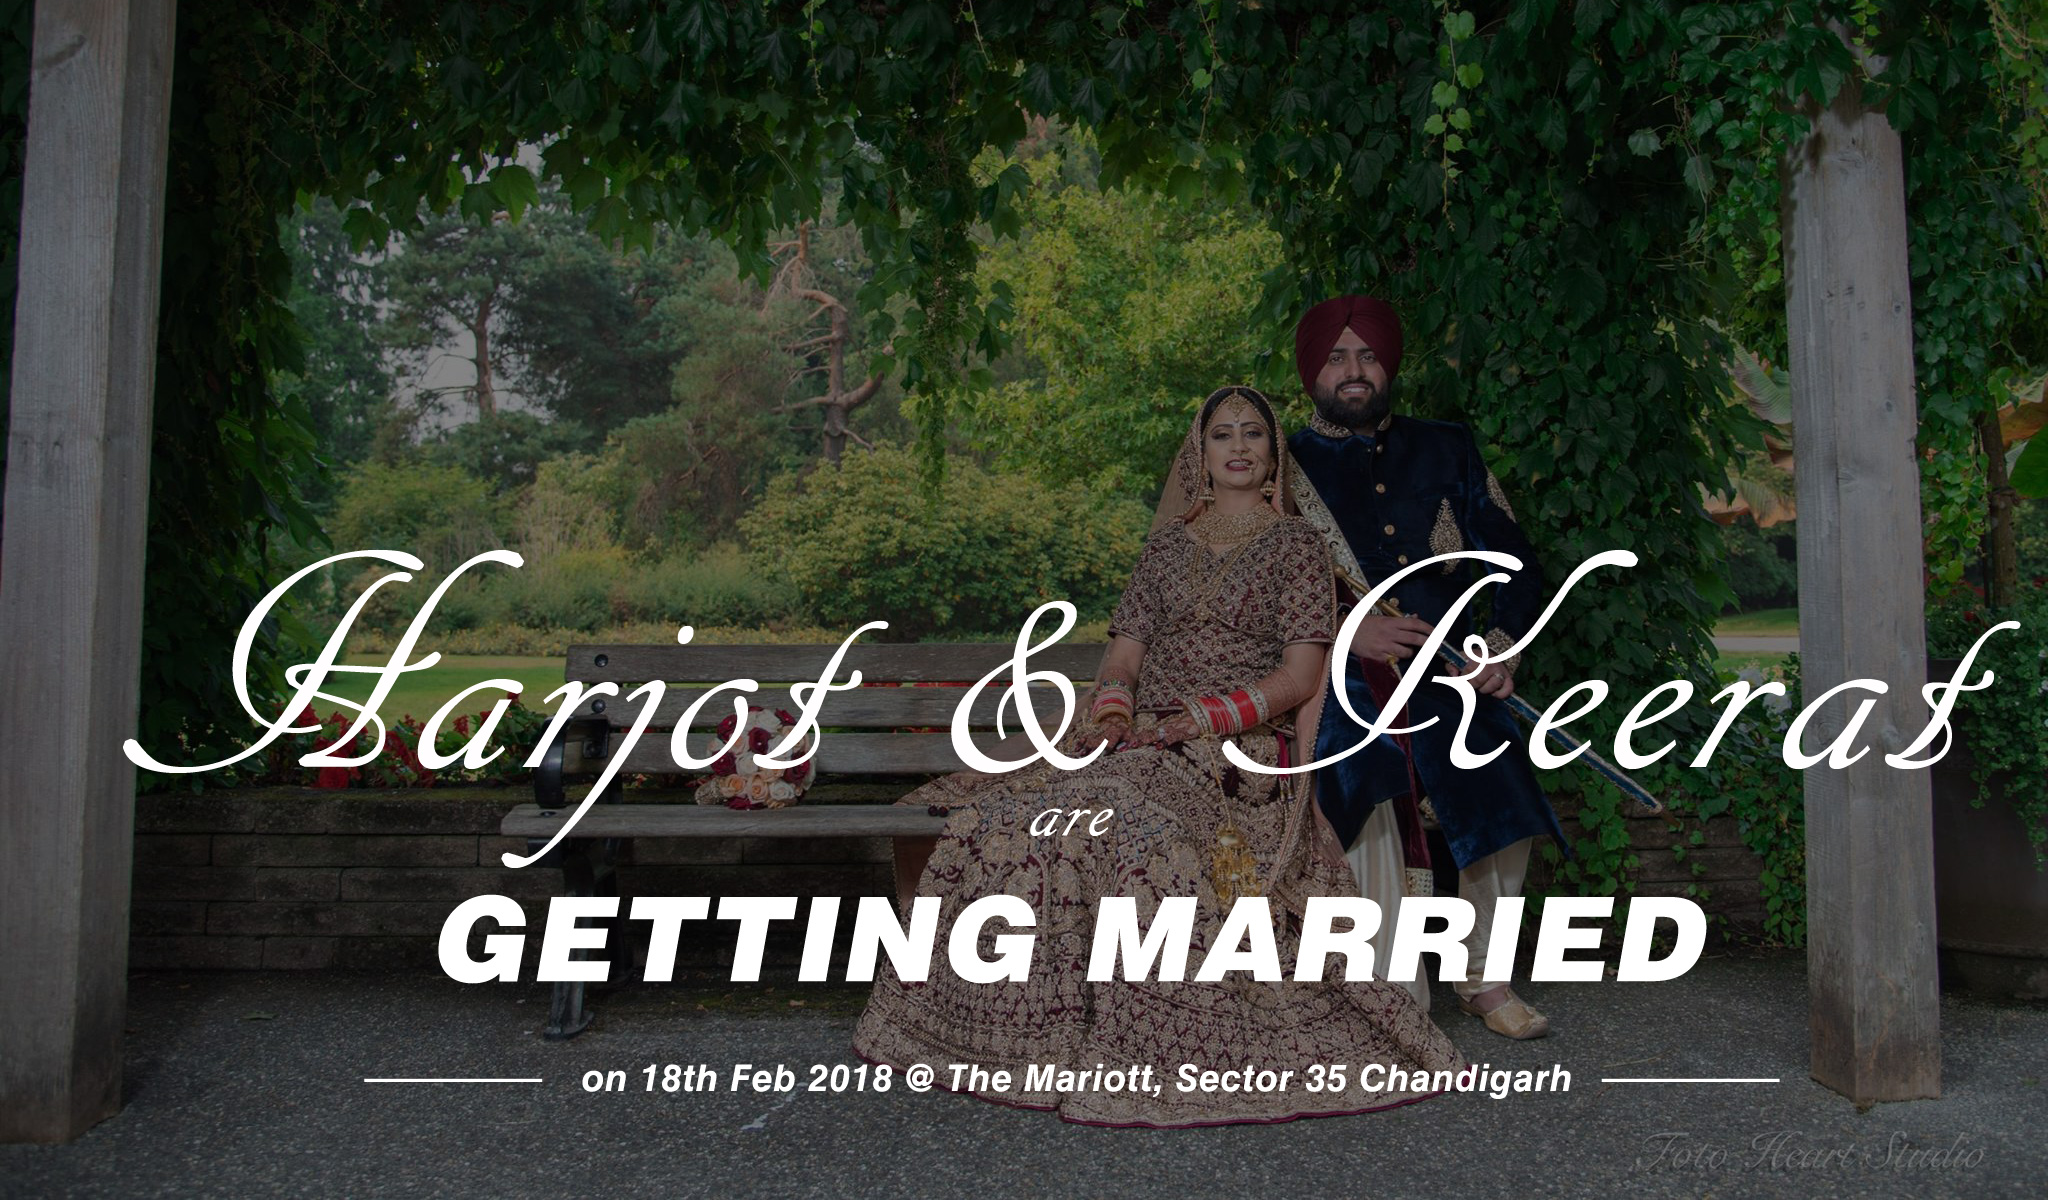 Harjot & Keerat
are
GETTING MARRIED
on 18th Feb 2018 @ The Mariott, Sector 35 Chandigarh
Foto Heart Studio